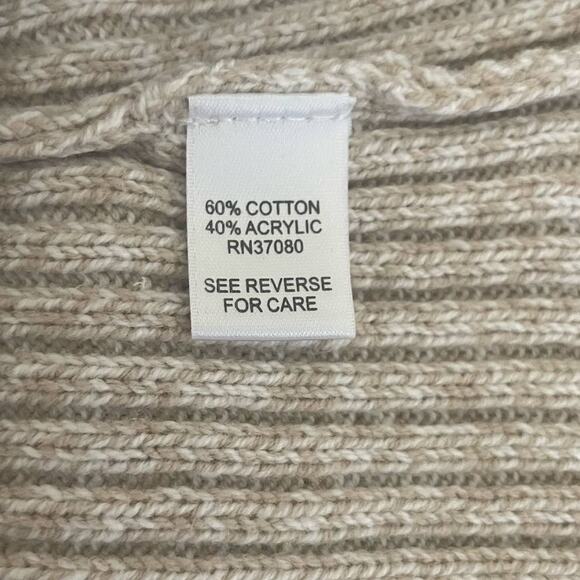 60% COTTON
40% ACRYLIC
RN37080
SEE REVERSE
FOR CARE